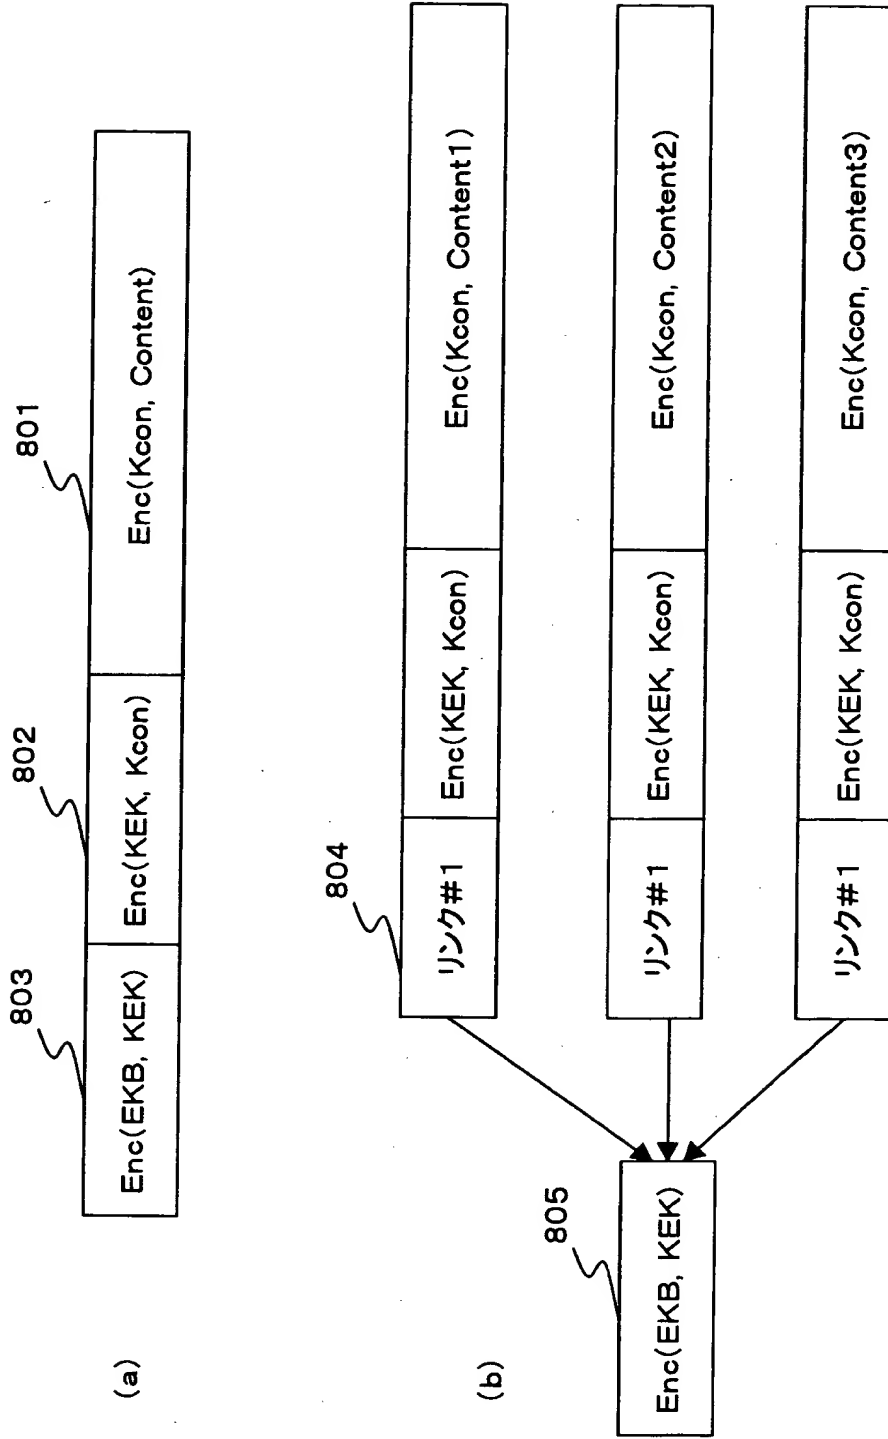 (a)
803
802
801
Enc(EKB, KEK)
Enc(KEK, Kcon)
Enc(Kcon, Content)
(b)
804
リンク#1
Enc(KEK, Kcon)
Enc(Kcon, Content1)
805
Enc(EKB, KEK)
リンク#1
Enc(KEK, Kcon)
Enc(Kcon, Content2)
リンク#1
Enc(KEK, Kcon)
Enc(Kcon, Content3)